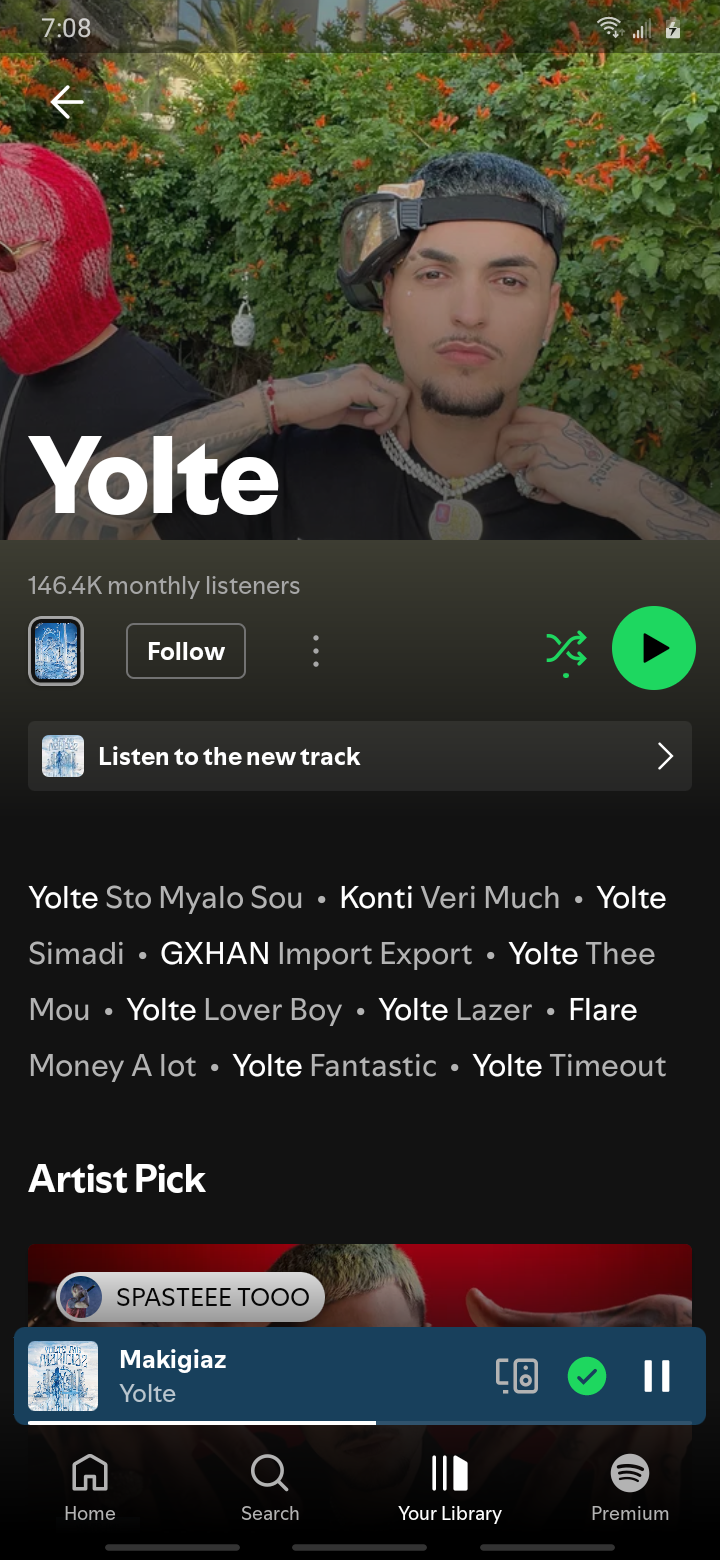 7:08
Yolte
146.4K monthly listeners
Follow
Listen to the new track
Yolte Sto Myalo Sou • Konti Veri Much • Yolte
Simadi • GXHAN Import Export • Yolte Thee
Mou • Yolte Lover Boy • Yolte Lazer • Flare
Money A lot • Yolte Fantastic • Yolte Timeout
Artist Pick
SPASTEEE TOOO
Makigiaz
Yolte
Home
Search
Your Library
Premium